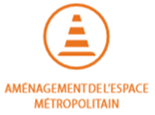 AMÉNAGEMENT DE L'ESPACE
MÉTROPOLITAIN